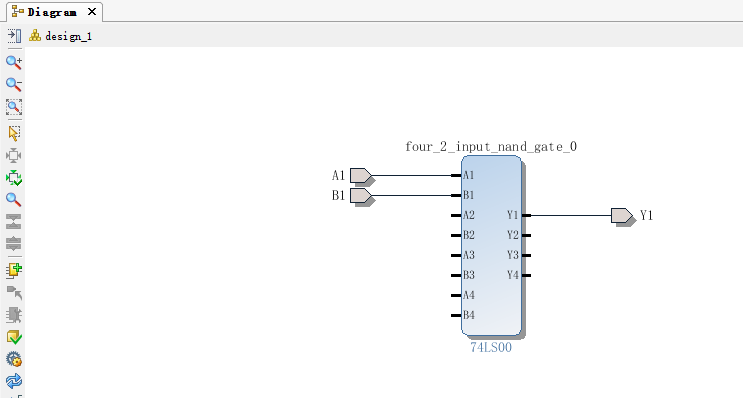 Diagram
design_1
four_2_input_nand_gate_0
A1
B1
A1
B1
A2
B2
A3
B3
A4
B4
Y1
Y2
Y3
Y4
Y1
74LS00